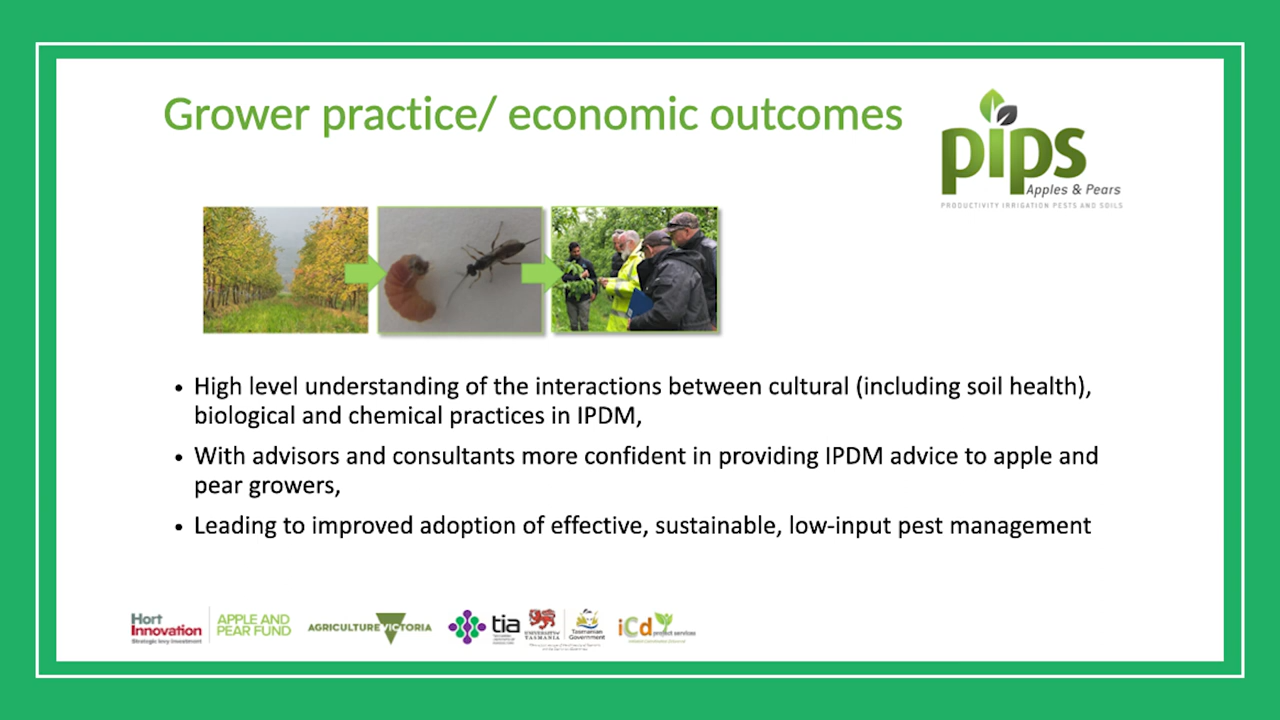 Grower practice/ economic outcomes
pips
Apples & Pears
PRODUCTIVITY IRRIGATION PESTS AND SOILS
• High level understanding of the interactions between cultural (including soil health),
biological and chemical practices in IPDM,
• With advisors and consultants more confident in providing IPDM advice to apple and
pear growers,
• Leading to improved adoption of effective, sustainable, low-input pest management
Hort
Innovation
Strategic levy investment
APPLE AND
PEAR FUND
AGRICULTURE VICTORIA
tia
UNIVERSITY of
TASMANIA
Tasmanian
Government
iCd project services